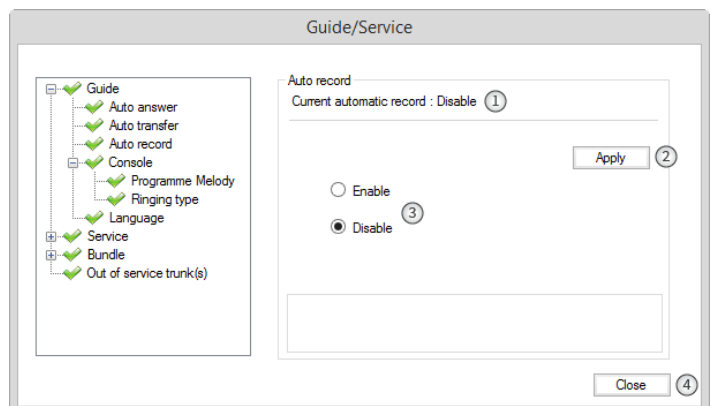 Guide/Service
Guide
Auto answer
Auto transfer
Auto record
Console
Programme Melody
Ringing type
Language
Service
Bundle
Out of service trunk(s)
Auto record
Current automatic record : Disable 1
Apply 2
Enable
Disable 3
Close 4